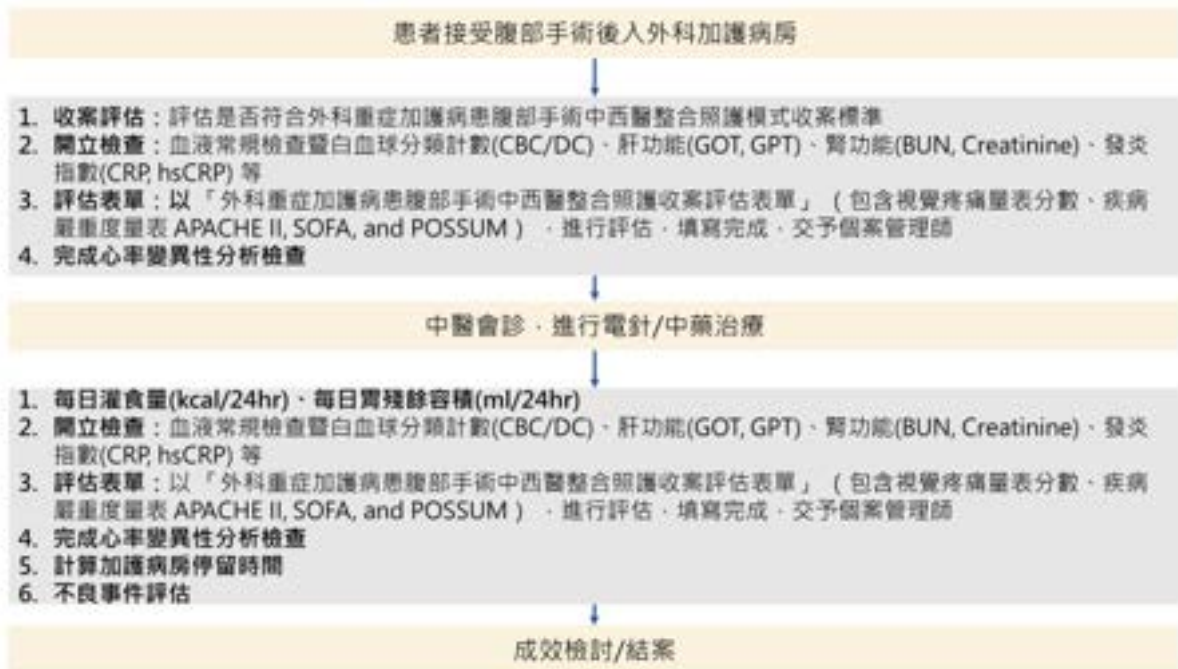 患者接受腹部手術後入外科加護病房
1. 收案評估：評估是否符合外科重症加護病患腹部手術中西醫整合照護模式收案標準
2. 開立檢查：血液常規檢查暨白血球分類計數(CBC/DC)、肝功能(GOT, GPT)、腎功能(BUN, Creatinine)、發炎
指數(CRP, hsCRP) 等
3. 評估表單：以「外科重症加護病患腹部手術中西醫整合照護收案評估表單」（包含視覺疼痛量表分數、疾病
嚴重度量表 APACHE II, SOFA, and POSSUM），進行評估，填寫完成，交予個案管理師
4. 完成心率變異性分析檢查
中醫會診，進行電針/中藥治療
1. 每日灌食量(kcal/24hr)、每日胃殘餘容積(ml/24hr)
2. 開立檢查：血液常規檢查暨白血球分類計數(CBC/DC)、肝功能(GOT, GPT)、腎功能(BUN, Creatinine)、發炎
指數(CRP, hsCRP) 等
3. 評估表單：以「外科重症加護病患腹部手術中西醫整合照護收案評估表單」（包含視覺疼痛量表分數、疾病
嚴重度量表 APACHE II, SOFA, and POSSUM），進行評估，填寫完成，交予個案管理師
4. 完成心率變異性分析檢查
5. 計算加護病房停留時間
6. 不良事件評估
成效檢討/結案